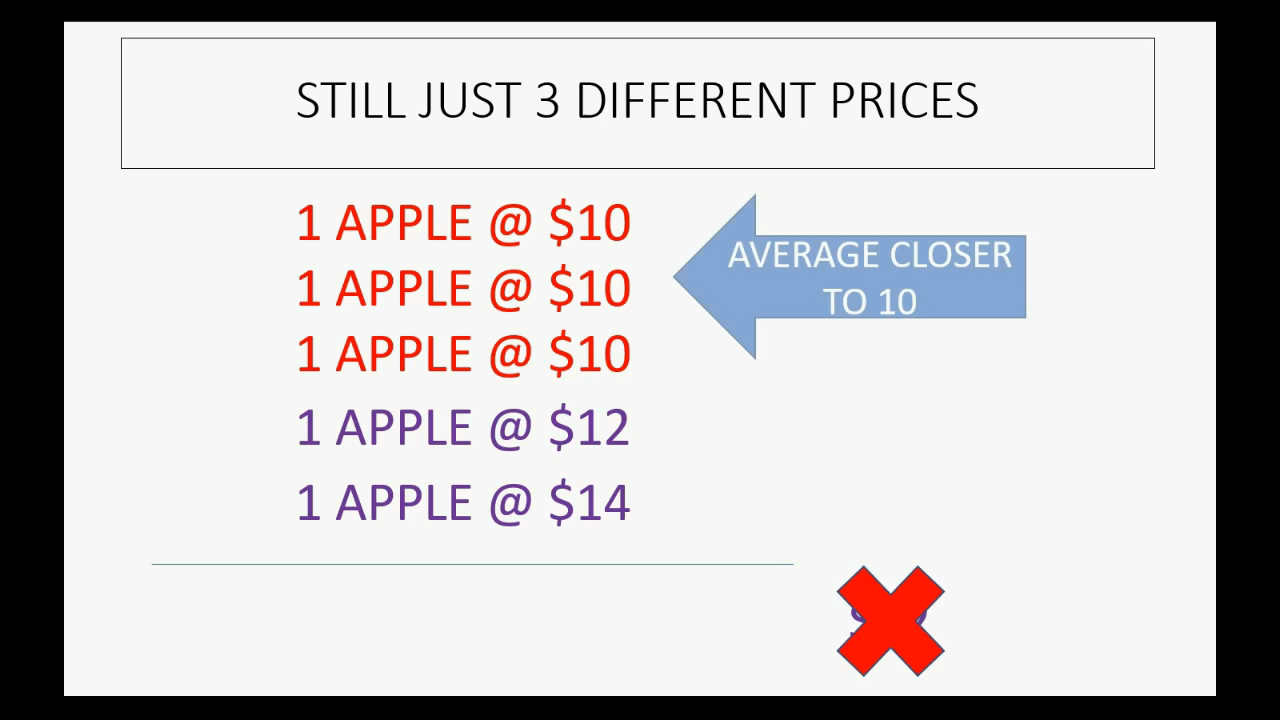 STILL JUST 3 DIFFERENT PRICES
1 APPLE @ $10
1 APPLE @ $10
1 APPLE @ $10
1 APPLE @ $12
1 APPLE @ $14
AVERAGE CLOSER
TO 10